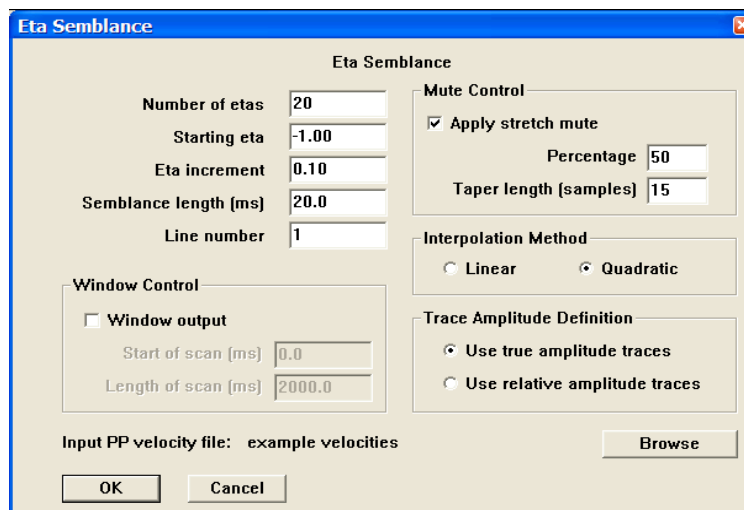 Eta Semblance
Eta Semblance
Number of etas 20
Starting eta -1.00
Eta increment 0.10
Semblance length (ms) 20.0
Line number 1
Window Control
Window output
Start of scan (ms) 0.0
Length of scan (ms) 2000.0
Mute Control
Apply stretch mute
Percentage 50
Taper length (samples) 15
Interpolation Method
Linear Quadratic
Trace Amplitude Definition
Use true amplitude traces
Use relative amplitude traces
Input PP velocity file: example velocities
Browse
OK Cancel